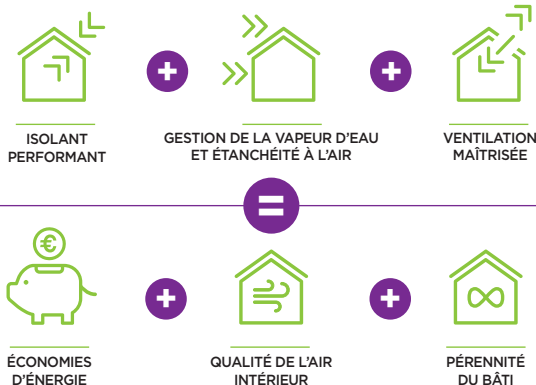 +
+
ISOLANT
PERFORMANT
GESTION DE LA VAPEUR D'EAU
ET ÉTANCHÉITÉ À L'AIR
VENTILATION
MAÎTRISÉE
=
€
+
+
ÉCONOMIES
D'ÉNERGIE
QUALITÉ DE L'AIR
INTÉRIEUR
PÉRENNITÉ
DU BÂTI